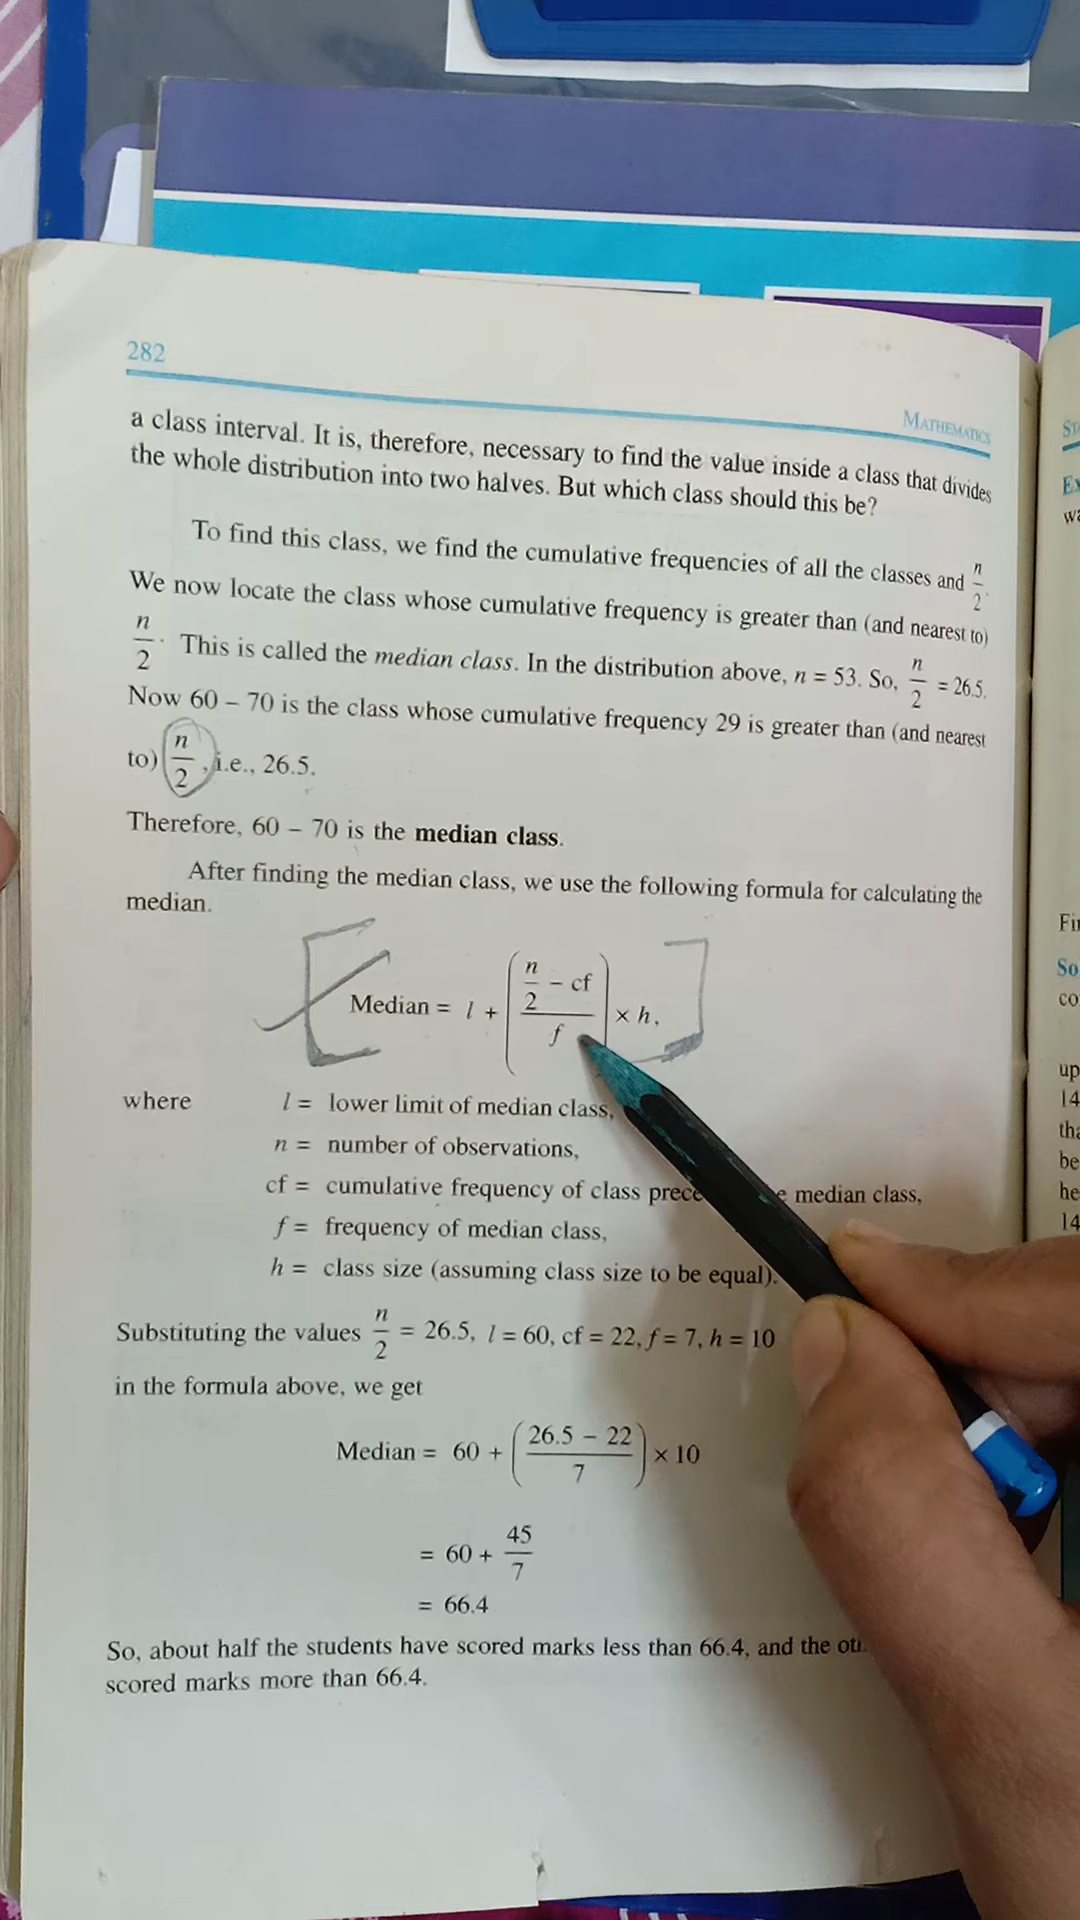 282
MATHEMATICS
a class interval. It is, therefore, necessary to find the value inside a class that divides
the whole distribution into two halves. But which class should this be?
To find this class, we find the cumulative frequencies of all the classes and n/2.
We now locate the class whose cumulative frequency is greater than (and nearest to)
n/2. This is called the median class. In the distribution above, n = 53. So, n/2 = 26.5.
Now 60 – 70 is the class whose cumulative frequency 29 is greater than (and nearest
to) n/2, i.e., 26.5.
Therefore, 60 – 70 is the median class.
After finding the median class, we use the following formula for calculating the
median.
Median = l + ((n/2 – cf)/f) × h,
where l = lower limit of median class,
n = number of observations,
cf = cumulative frequency of class median class,
f = frequency of median class,
h = class size (assuming class size to be equal).
Substituting the values n/2 = 26.5, l = 60, cf = 22, f = 7, h = 10
in the formula above, we get
Median = 60 + ((26.5 – 22)/7) × 10
= 60 + 45/7
= 66.4
So, about half the students have scored marks less than 66.4, and the
scored marks more than 66.4.
Ex
So
co
up
14
be
he
14